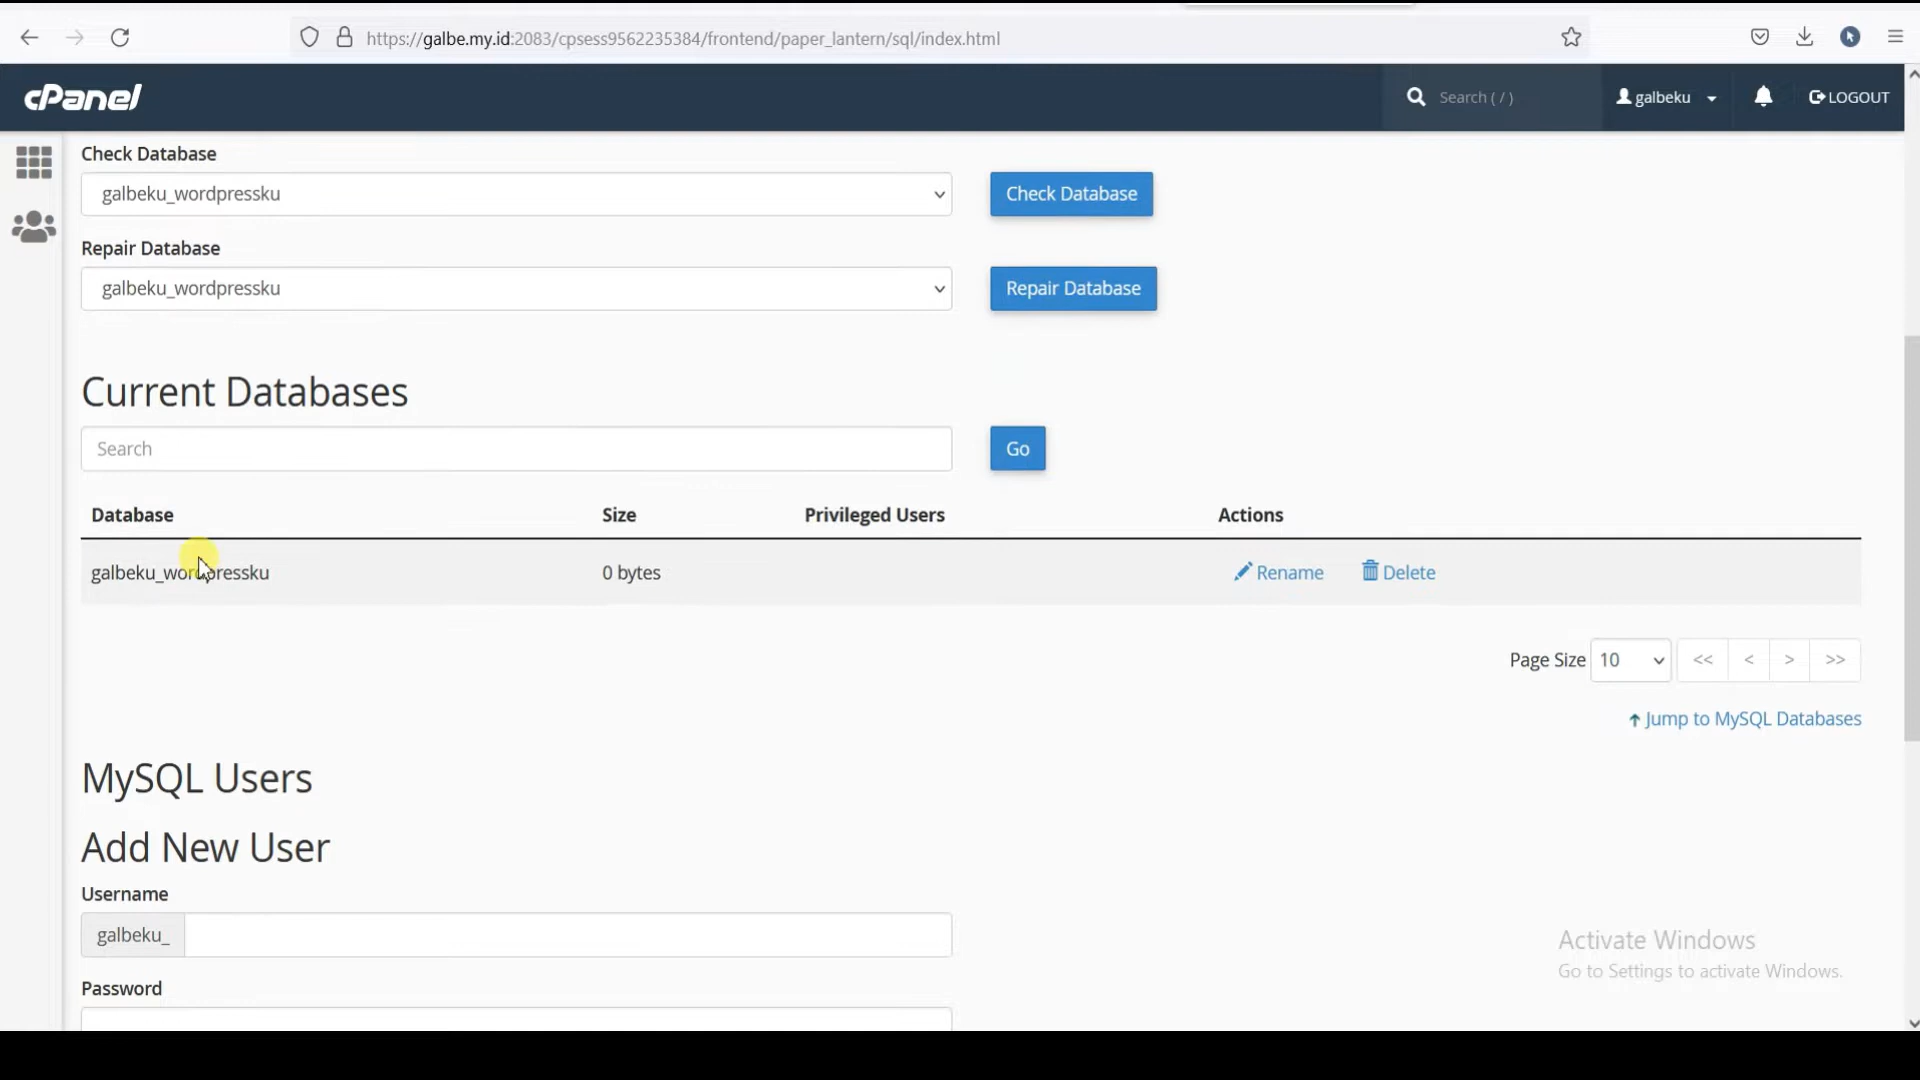 https://galbe.my.id:2083/cpsess9562235384/frontend/paper_lantern/sql/index.html
cPanel
Search ( / )
galbeku
LOGOUT
Check Database
galbeku_wordpressku
Check Database
Repair Database
galbeku_wordpressku
Repair Database
Current Databases
Search
Go
Database Size Privileged Users Actions
galbeku_wordpressku 0 bytes Rename Delete
Page Size 10 << < > >>
Jump to MySQL Databases
MySQL Users
Add New User
Username
galbeku_
Password
Activate Windows
Go to Settings to activate Windows.